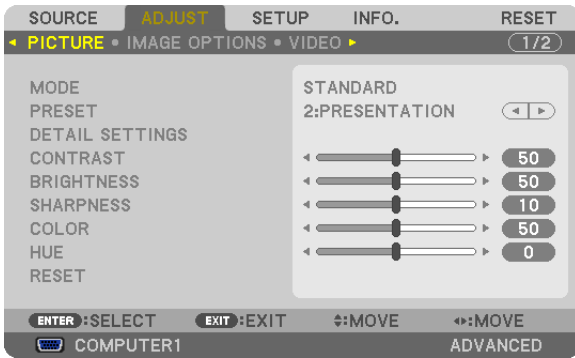 SOURCE ADJUST SETUP INFO. RESET
PICTURE • IMAGE OPTIONS • VIDEO 1/2
MODE STANDARD
PRESET 2:PRESENTATION
DETAIL SETTINGS
CONTRAST 50
BRIGHTNESS 50
SHARPNESS 10
COLOR 50
HUE 0
RESET
ENTER:SELECT EXIT:EXIT :MOVE :MOVE
COMPUTER1 ADVANCED